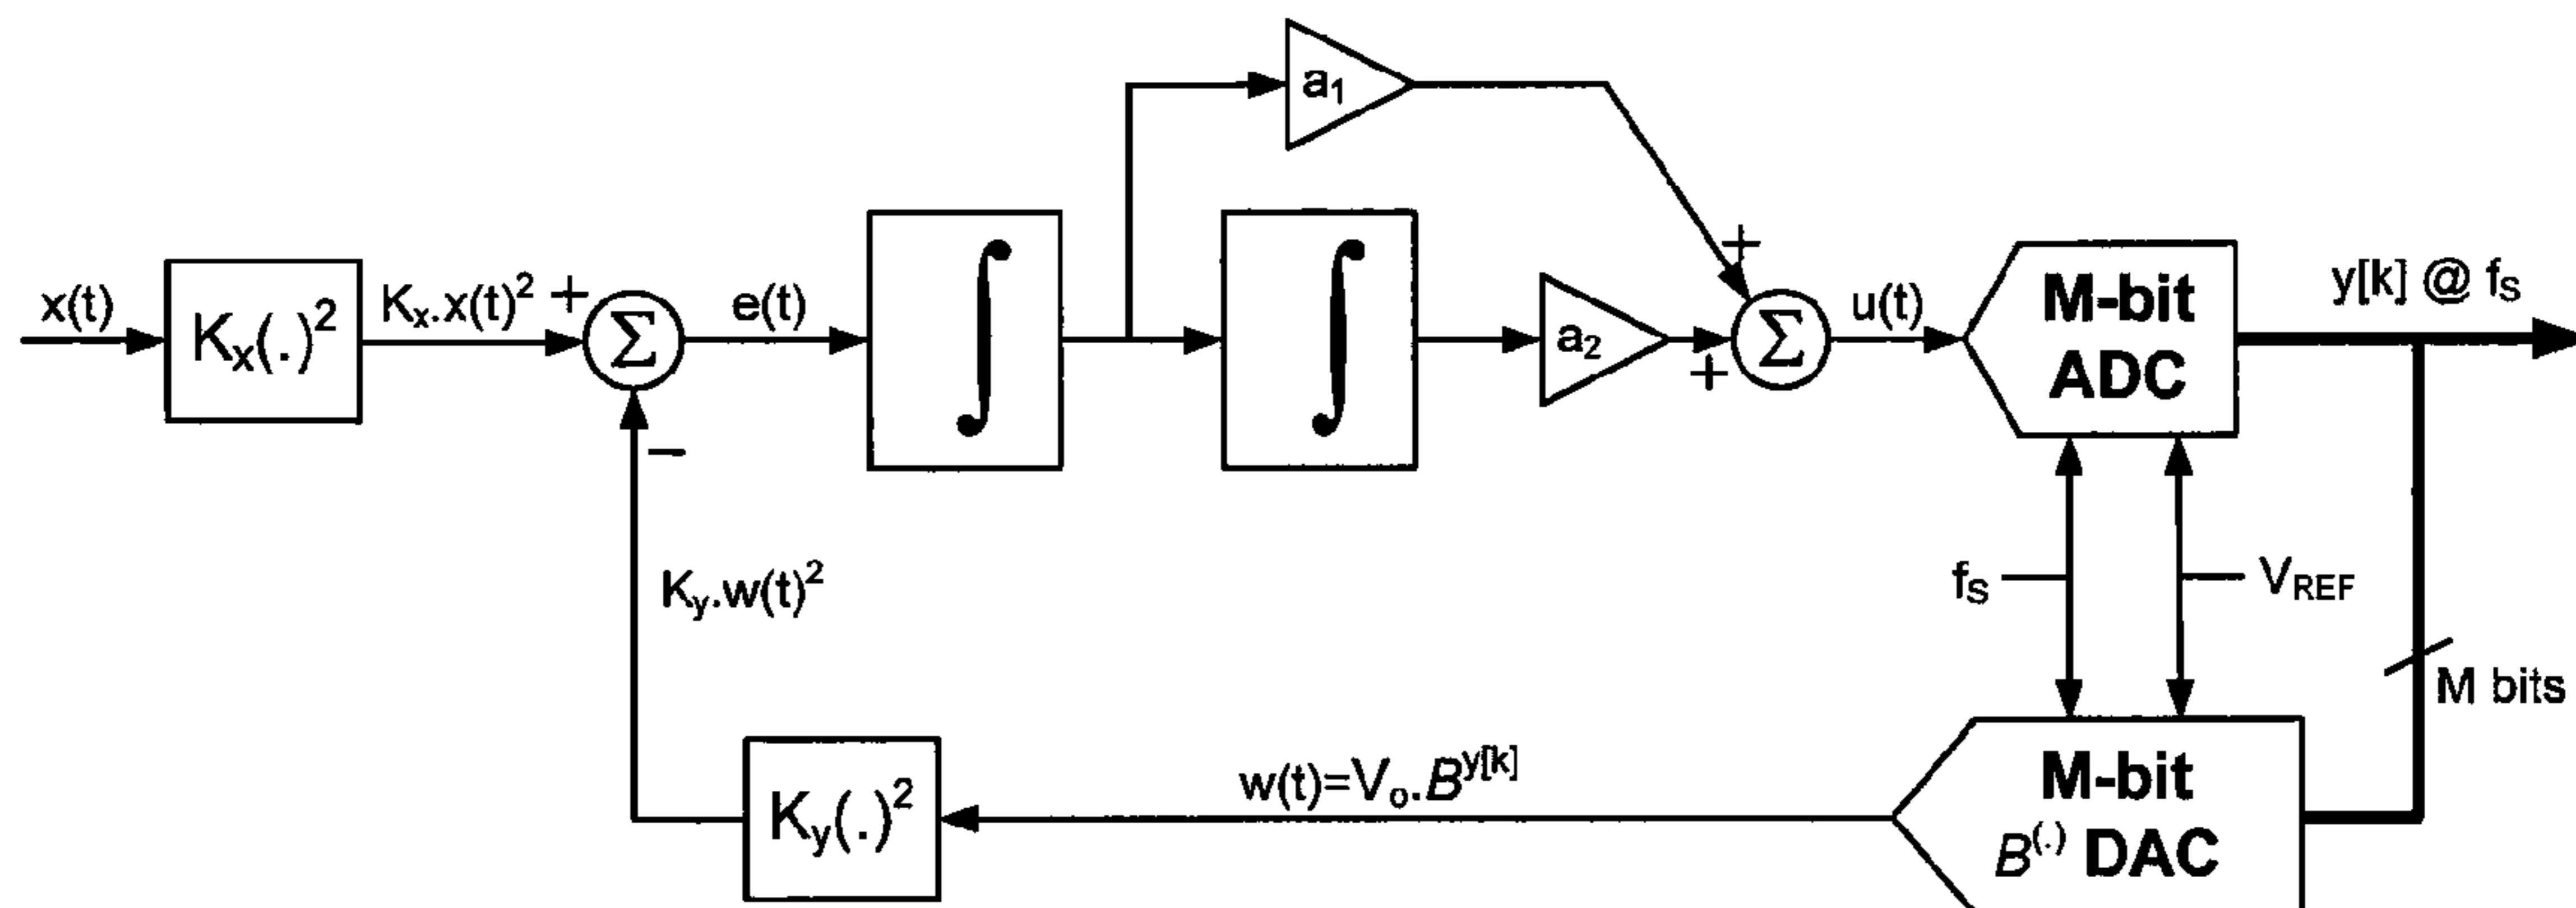 a₁
x(t)
Kₓ(.)²
Kₓ.x(t)²
+
Σ
e(t)
∫
∫
a₂
+
+
Σ
u(t)
M-bit
ADC
y[k] @ fS
−
Ky.w(t)²
fS
VREF
M bits
Ky(.)²
w(t)=Vo.B^y[k]
M-bit
B^(.) DAC